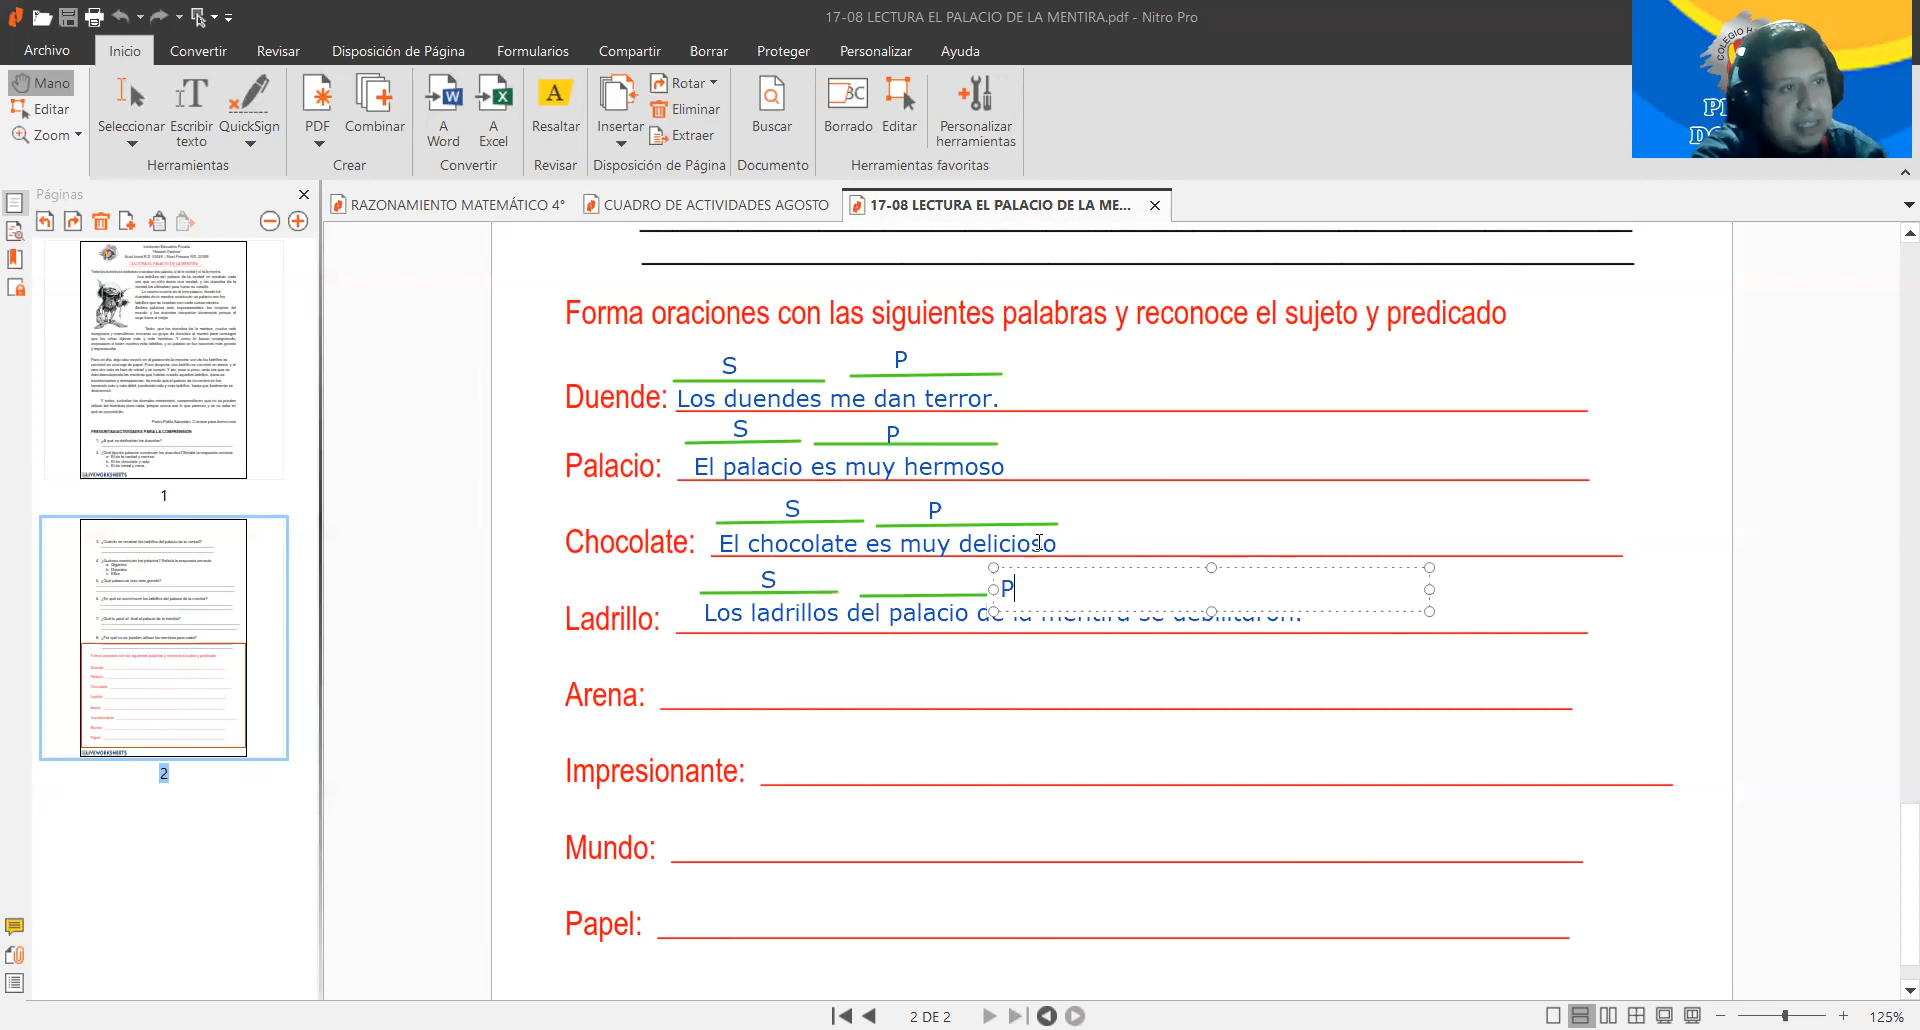 17-08 LECTURA EL PALACIO DE LA MENTIRA.pdf - Nitro Pro
Archivo Inicio Convertir Revisar Disposición de Página Formularios Compartir Borrar Proteger Personalizar Ayuda
Mano
Editar
Zoom
Seleccionar
Escribir texto
QuickSign
Herramientas
PDF
Combinar
Crear
A Word
A Excel
Convertir
Resaltar
Revisar
Insertar
Rotar
Eliminar
Extraer
Disposición de Página
Buscar
Documento
Borrado
Editar
Personalizar herramientas
Herramientas favoritas
Páginas
RAZONAMIENTO MATEMÁTICO 4°
CUADRO DE ACTIVIDADES AGOSTO
17-08 LECTURA EL PALACIO DE LA ME...
1
2
Forma oraciones con las siguientes palabras y reconoce el sujeto y predicado
S P
Duende: Los duendes me dan terror.
S P
Palacio: El palacio es muy hermoso
S P
Chocolate: El chocolate es muy delicioso
S P
Ladrillo: Los ladrillos del palacio de la mentira se debilitaron.
Arena:
Impresionante:
Mundo:
Papel:
2 DE 2
125%